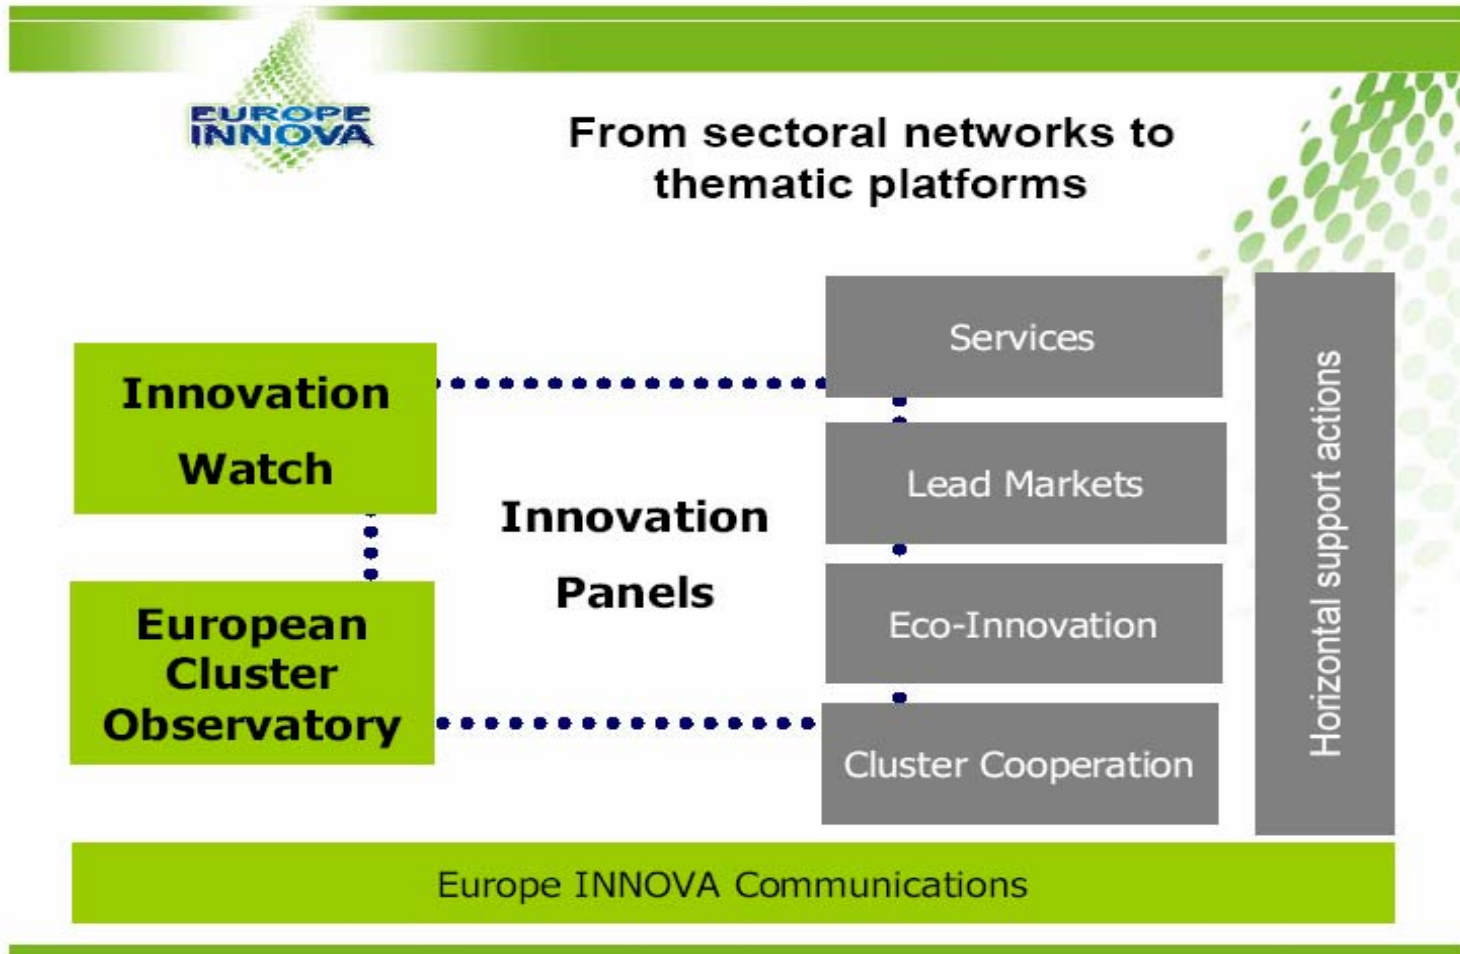 EUROPE
INNOVA
From sectoral networks to
thematic platforms
Innovation
Watch
European
Cluster
Observatory
Innovation
Panels
Services
Lead Markets
Eco-Innovation
Cluster Cooperation
Horizontal support actions
Europe INNOVA Communications